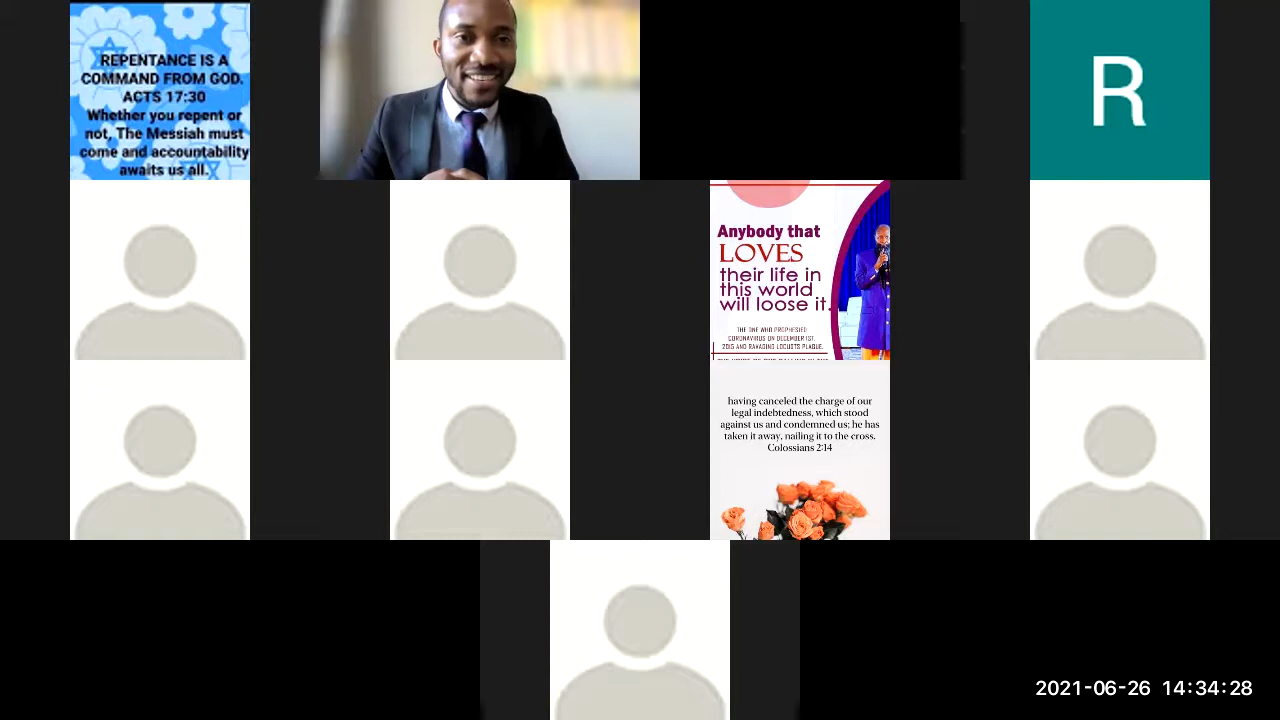 REPENTANCE IS A
COMMAND FROM GOD.
ACTS 17:30
Whether you repent or
not, The Messiah must
come and accountability
awaits us all.
R
Anybody that
LOVES
their life in
this world
will loose it.
THE ONE WHO PROPHESIED
CORONAVIRUS ON DECEMBER 1ST,
2015 AND RAVAGING LOCUSTS PLAGUE.
having canceled the charge of our
legal indebtedness, which stood
against us and condemned us; he has
taken it away, nailing it to the cross.
Colossians 2:14
2021-06-26 14:34:28